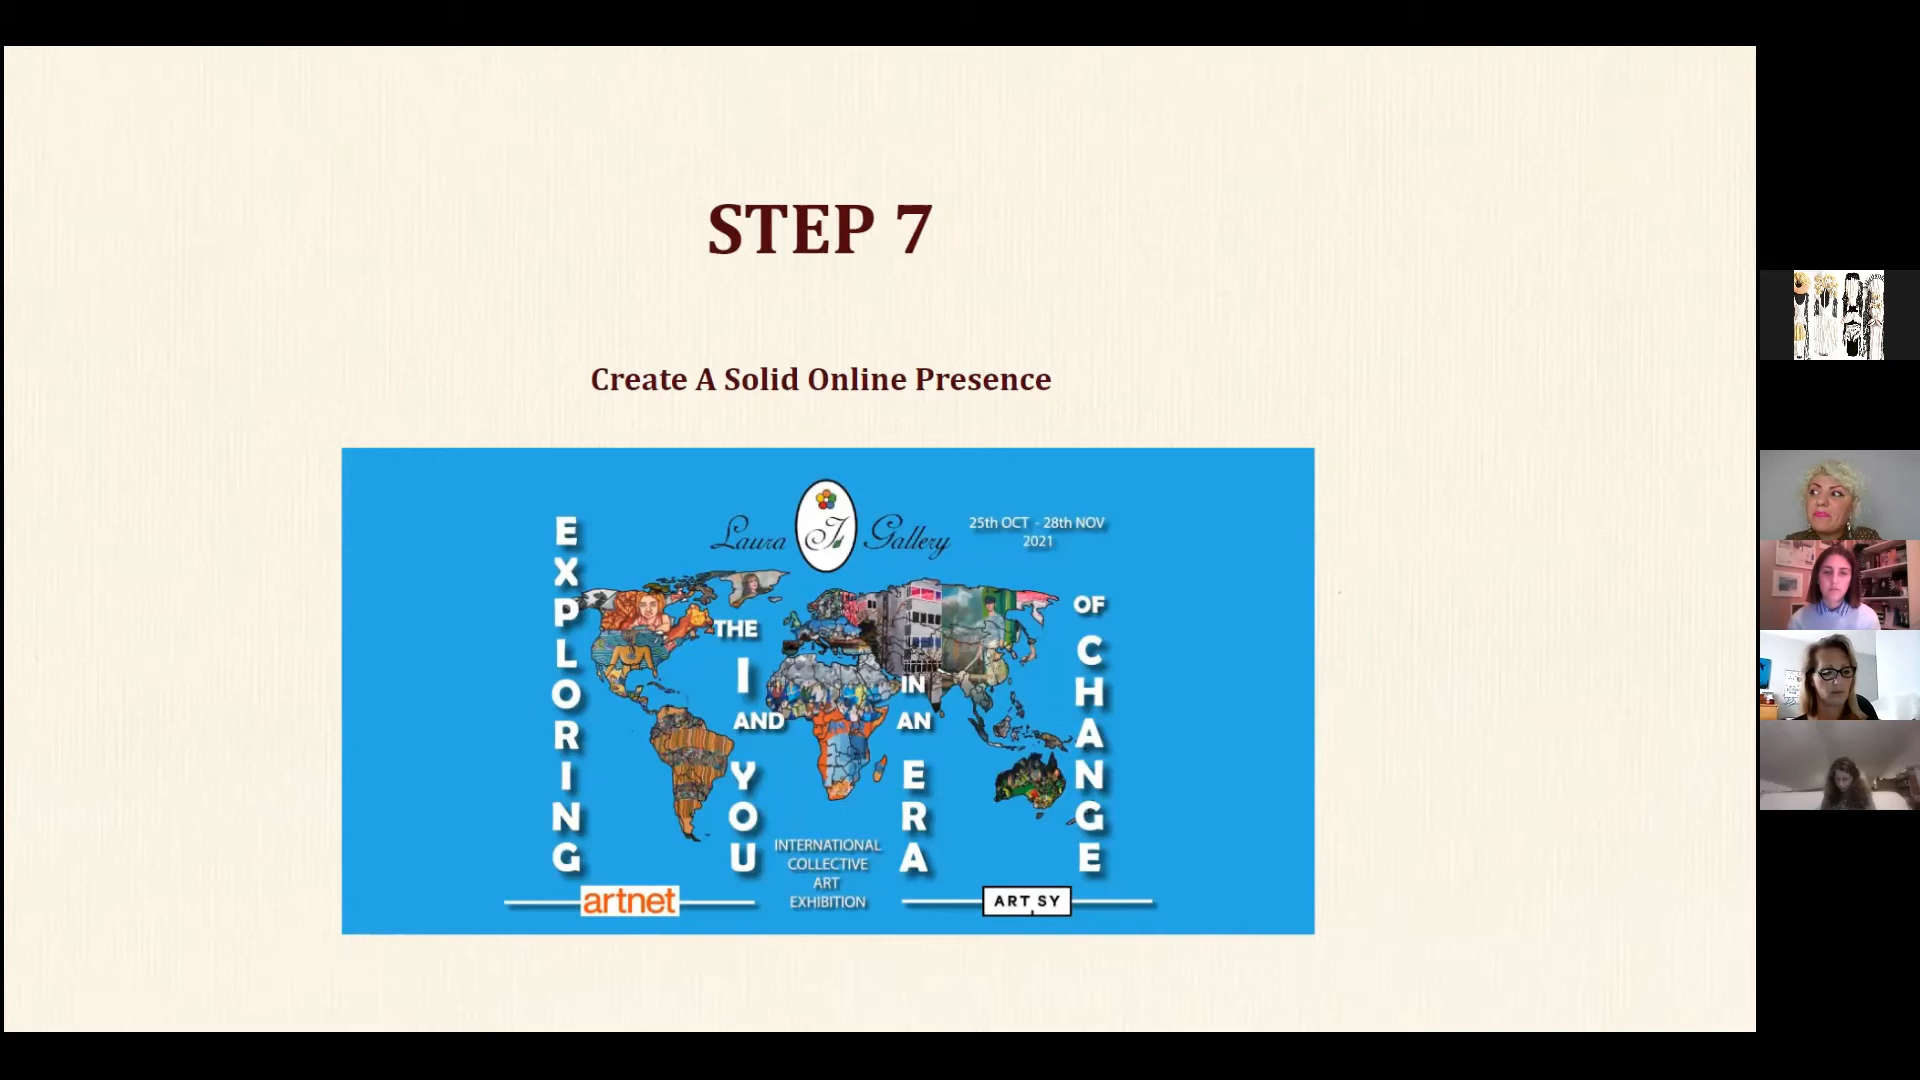 STEP 7
Create A Solid Online Presence
Laura I. Gallery
25th OCT - 28th NOV
2021
EXPLORING
THE
I
AND
YOU
IN
AN
ERA
OF
CHANGE
INTERNATIONAL
COLLECTIVE
ART
EXHIBITION
artnet
ARTSY